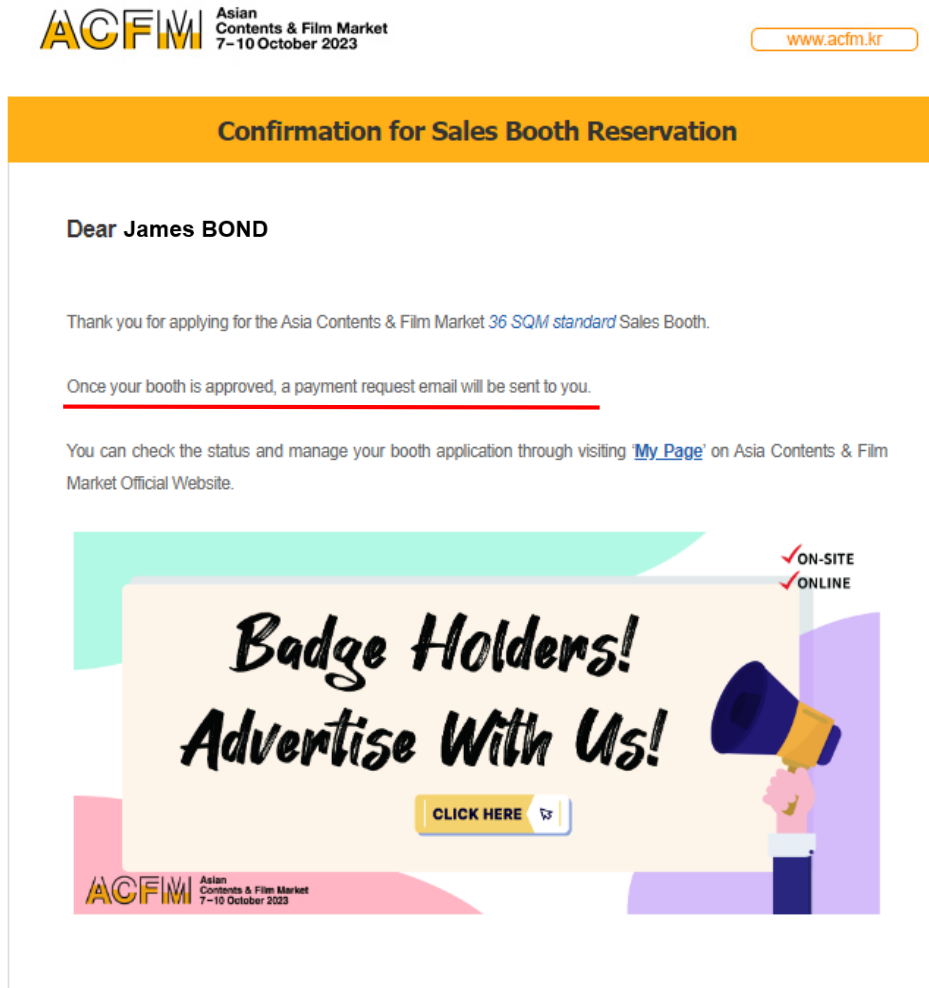 ACFM
Asian
Contents & Film Market
7–10 October 2023
www.acfm.kr
Confirmation for Sales Booth Reservation
Dear James BOND
Thank you for applying for the Asia Contents & Film Market 36 SQM standard Sales Booth.
Once your booth is approved, a payment request email will be sent to you.
You can check the status and manage your booth application through visiting ‘My Page’ on Asia Contents & Film
Market Official Website.
ON-SITE
ONLINE
Badge Holders!
Advertise With Us!
CLICK HERE
ACFM
Asian
Contents & Film Market
7–10 October 2023